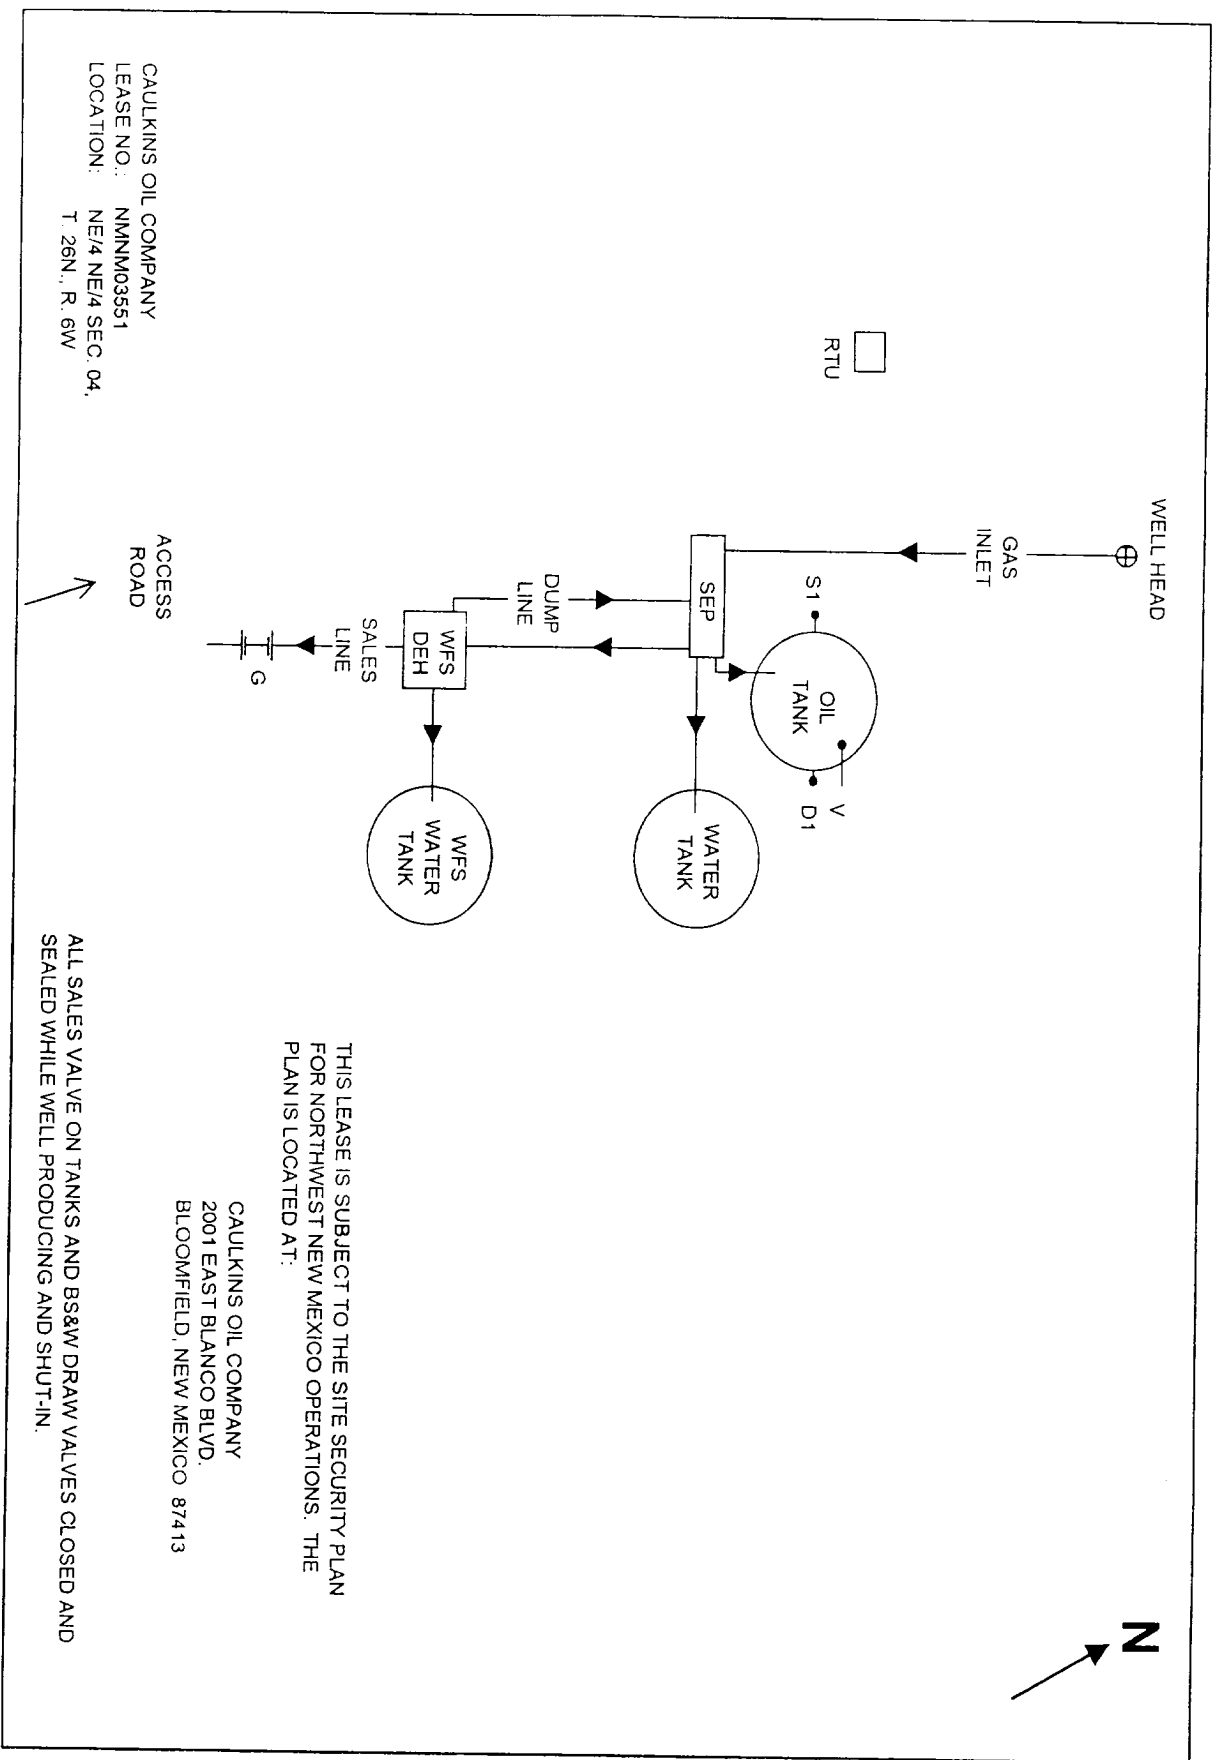 N
WELL HEAD
GAS
INLET
RTU
S1
OIL
TANK
V
D1
SEP
WATER
TANK
DUMP
LINE
WFS
DEH
WFS
WATER
TANK
SALES
LINE
G
ACCESS
ROAD
THIS LEASE IS SUBJECT TO THE SITE SECURITY PLAN
FOR NORTHWEST NEW MEXICO OPERATIONS. THE
PLAN IS LOCATED AT:
CAULKINS OIL COMPANY
2001 EAST BLANCO BLVD.
BLOOMFIELD, NEW MEXICO 87413
CAULKINS OIL COMPANY
LEASE NO.: NMNM03551
LOCATION: NE/4 NE/4 SEC. 04,
T. 26N., R. 6W
ALL SALES VALVE ON TANKS AND BS&W DRAW VALVES CLOSED AND
SEALED WHILE WELL PRODUCING AND SHUT-IN.